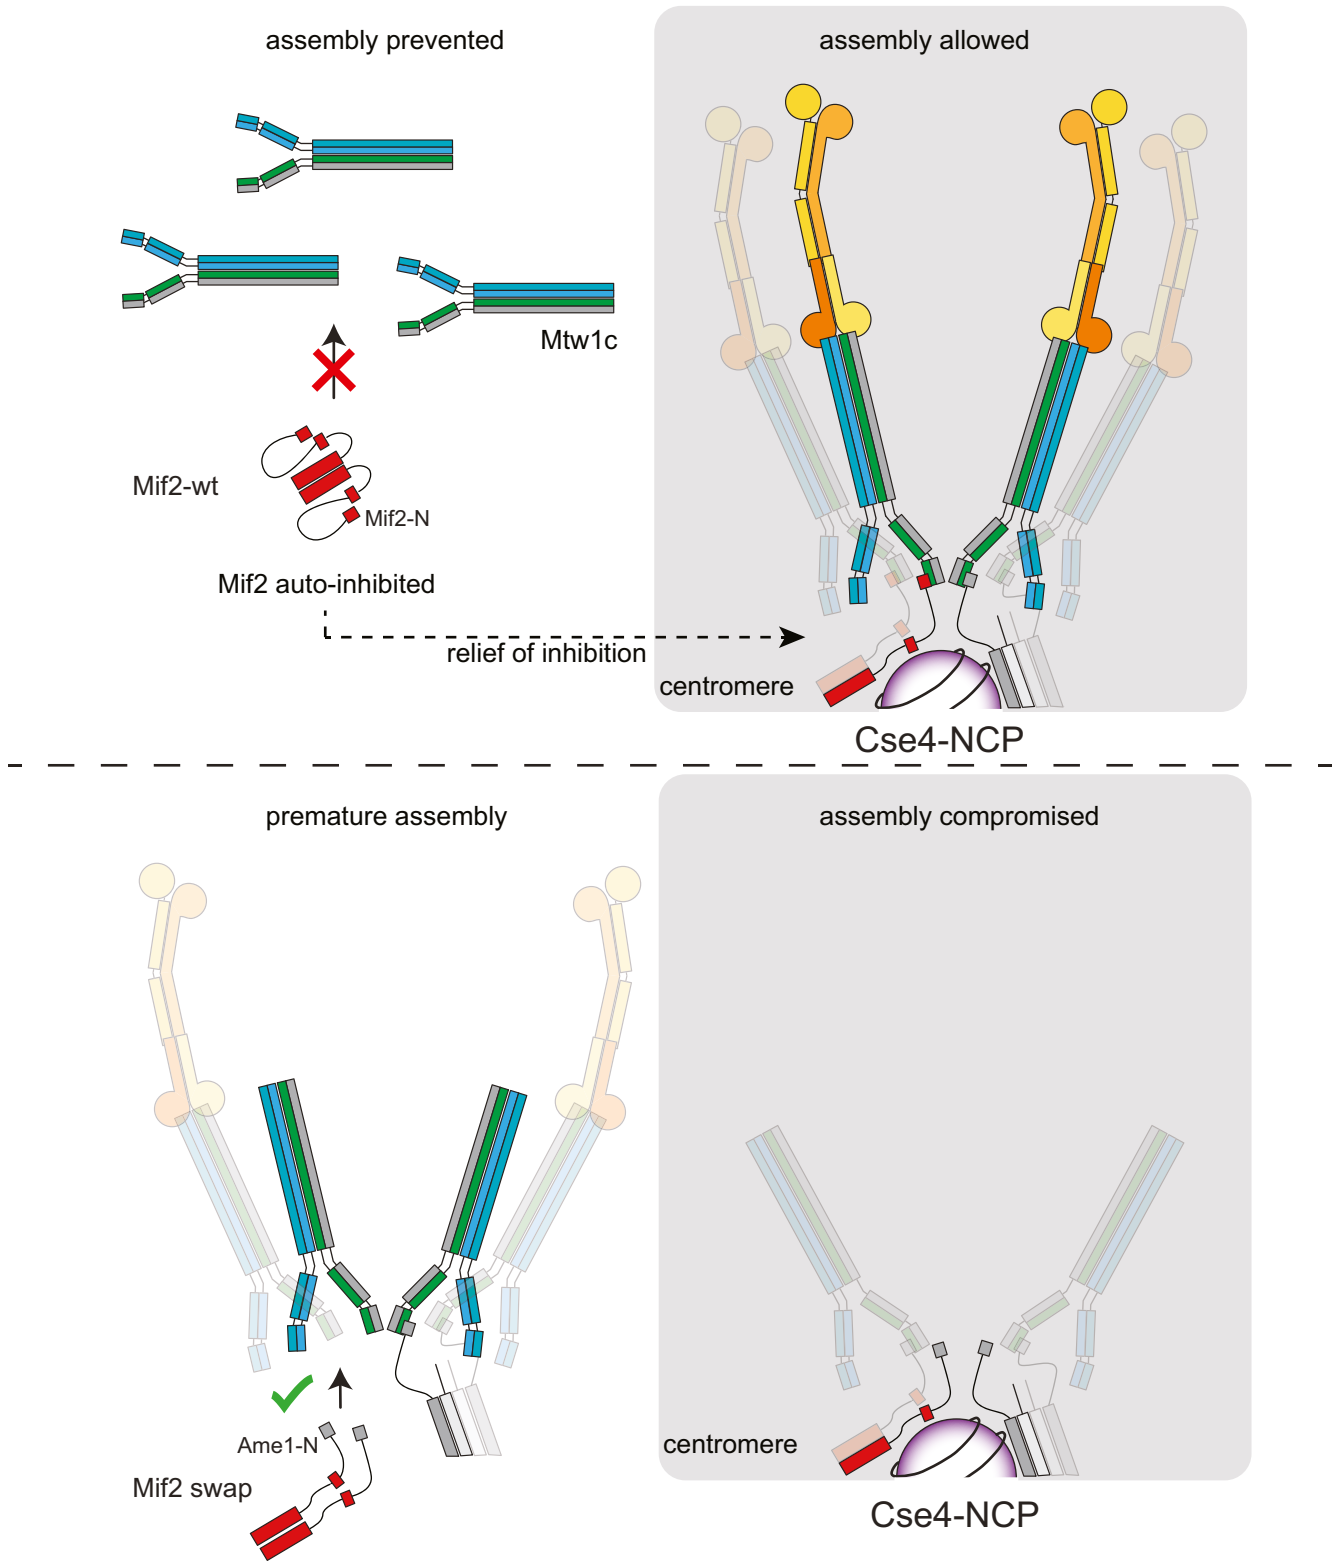 assembly prevented
assembly allowed
Mtw1c
Mif2-wt
Mif2-N
Mif2 auto-inhibited
relief of inhibition
centromere
Cse4-NCP
premature assembly
assembly compromised
Ame1-N
Mif2 swap
centromere
Cse4-NCP